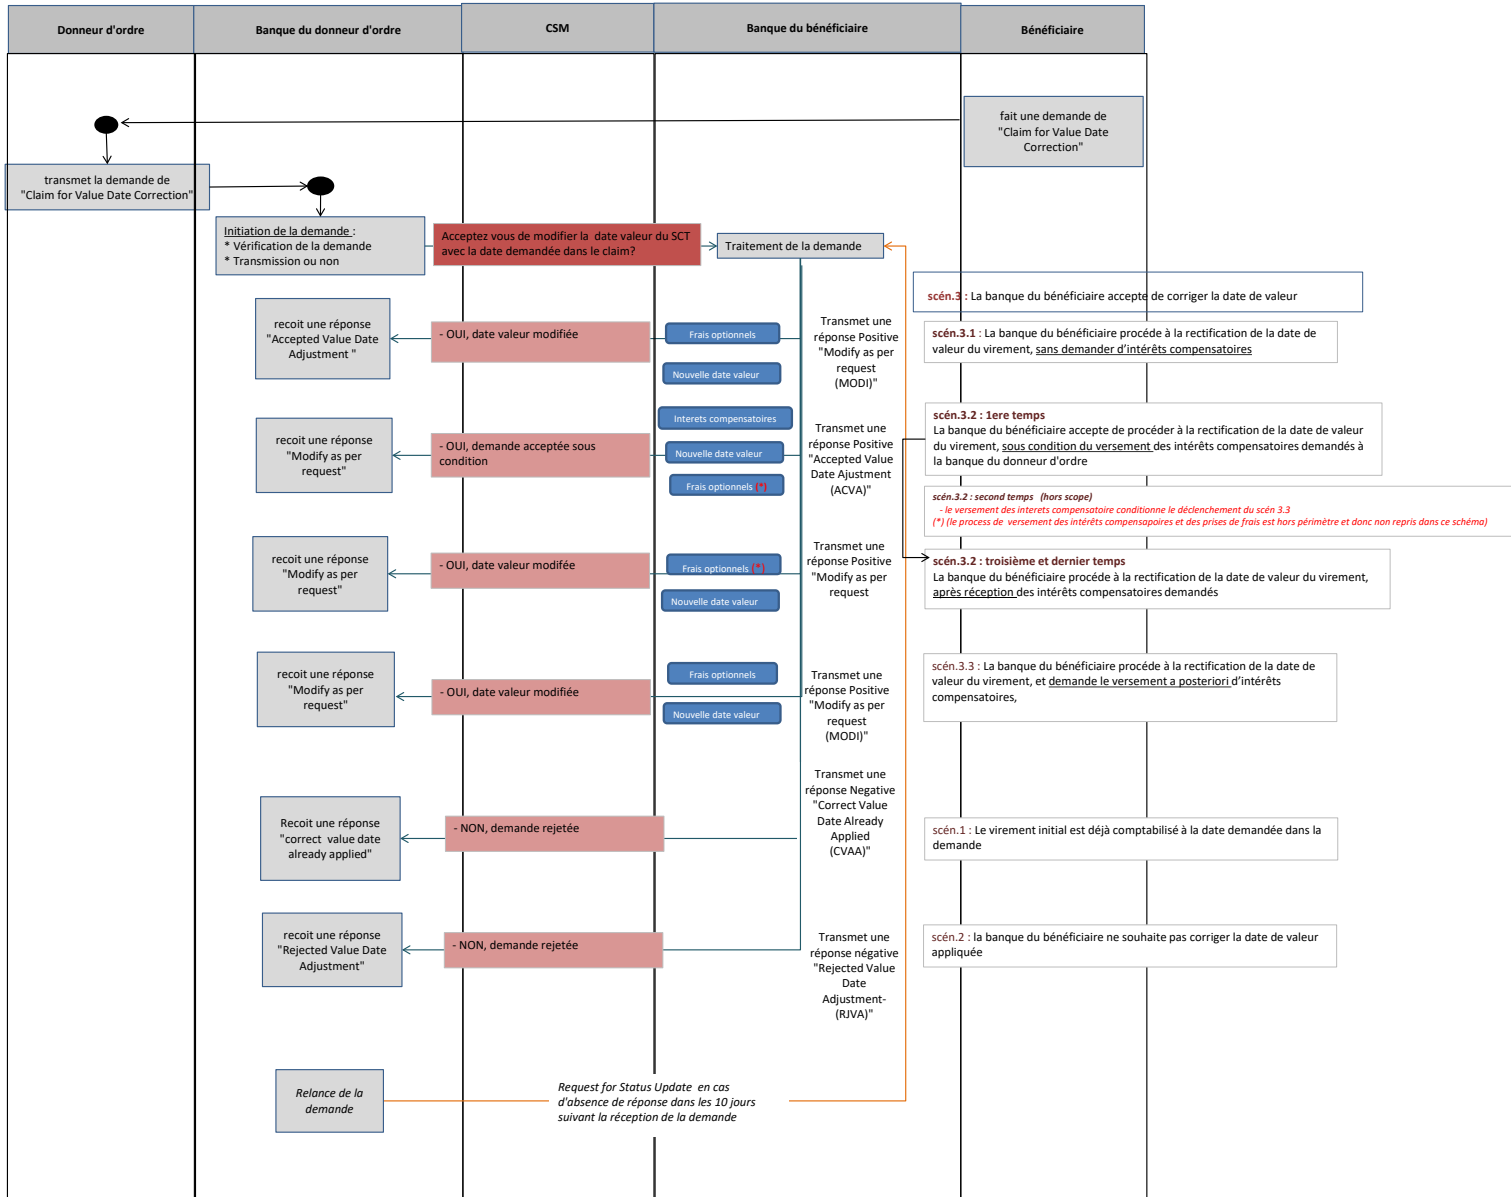 Donneur d'ordre
Banque du donneur d'ordre
CSM
Banque du bénéficiaire
Bénéficiaire
fait une demande de
"Claim for Value Date
Correction"
transmet la demande de
"Claim for Value Date Correction"
Initiation de la demande :
* Vérification de la demande
* Transmission ou non
Acceptez vous de modifier la date valeur du SCT
avec la date demandée dans le claim?
Traitement de la demande
scén.3 : La banque du bénéficiaire accepte de corriger la date de valeur
recoit une réponse
"Accepted Value Date
Adjustment "
- OUI, date valeur modifiée
Frais optionnels
Nouvelle date valeur
Transmet une
réponse Positive
"Modify as per
request
(MODI)"
scén.3.1 : La banque du bénéficiaire procède à la rectification de la date de
valeur du virement, sans demander d'intérêts compensatoires
recoit une réponse
"Modify as per
request"
- OUI, demande acceptée sous
condition
Interets compensatoires
Nouvelle date valeur
Frais optionnels (*)
Transmet une
réponse Positive
"Accepted Value
Date Ajustment
(ACVA)"
scén.3.2 : 1ere temps
La banque du bénéficiaire accepte de procéder à la rectification de la date de valeur
du virement, sous condition du versement des intérêts compensatoires demandés à
la banque du donneur d'ordre
scén.3.2 : second temps (hors scope)
- le versement des interets compensatoire conditionne le déclenchement du scén 3.3
(*) (le process de versement des intérêts compensapoires et des prises de frais est hors périmètre et donc non repris dans ce schéma)
recoit une réponse
"Modify as per
request"
- OUI, date valeur modifée
Frais optionnels (*)
Nouvelle date valeur
Transmet une
réponse Positive
"Modify as per
request
scén.3.2 : troisième et dernier temps
La banque du bénéficiaire procéde à la rectification de la date de valeur du virement,
après réception des intérêts compensatoires demandés
recoit une réponse
"Modify as per
request"
- OUI, date valeur modifiée
Frais optionnels
Nouvelle date valeur
Transmet une
réponse Positive
"Modify as per
request
(MODI)"
scén.3.3 : La banque du bénéficiaire procède à la rectification de la date de
valeur du virement, et demande le versement a posteriori d'intérêts
compensatoires,
Recoit une réponse
"correct value date
already applied"
- NON, demande rejetée
Transmet une
réponse Negative
"Correct Value
Date Already
Applied
(CVAA)"
scén.1 : Le virement initial est déjà comptabilisé à la date demandée dans la
demande
recoit une réponse
"Rejected Value Date
Adjustment"
- NON, demande rejetée
Transmet une
réponse négative
"Rejected Value
Date
Adjustment-
(RJVA)"
scén.2 : la banque du bénéficiaire ne souhaite pas corriger la date de valeur
appliquée
Relance de la
demande
Request for Status Update en cas
d'absence de réponse dans les 10 jours
suivant la réception de la demande